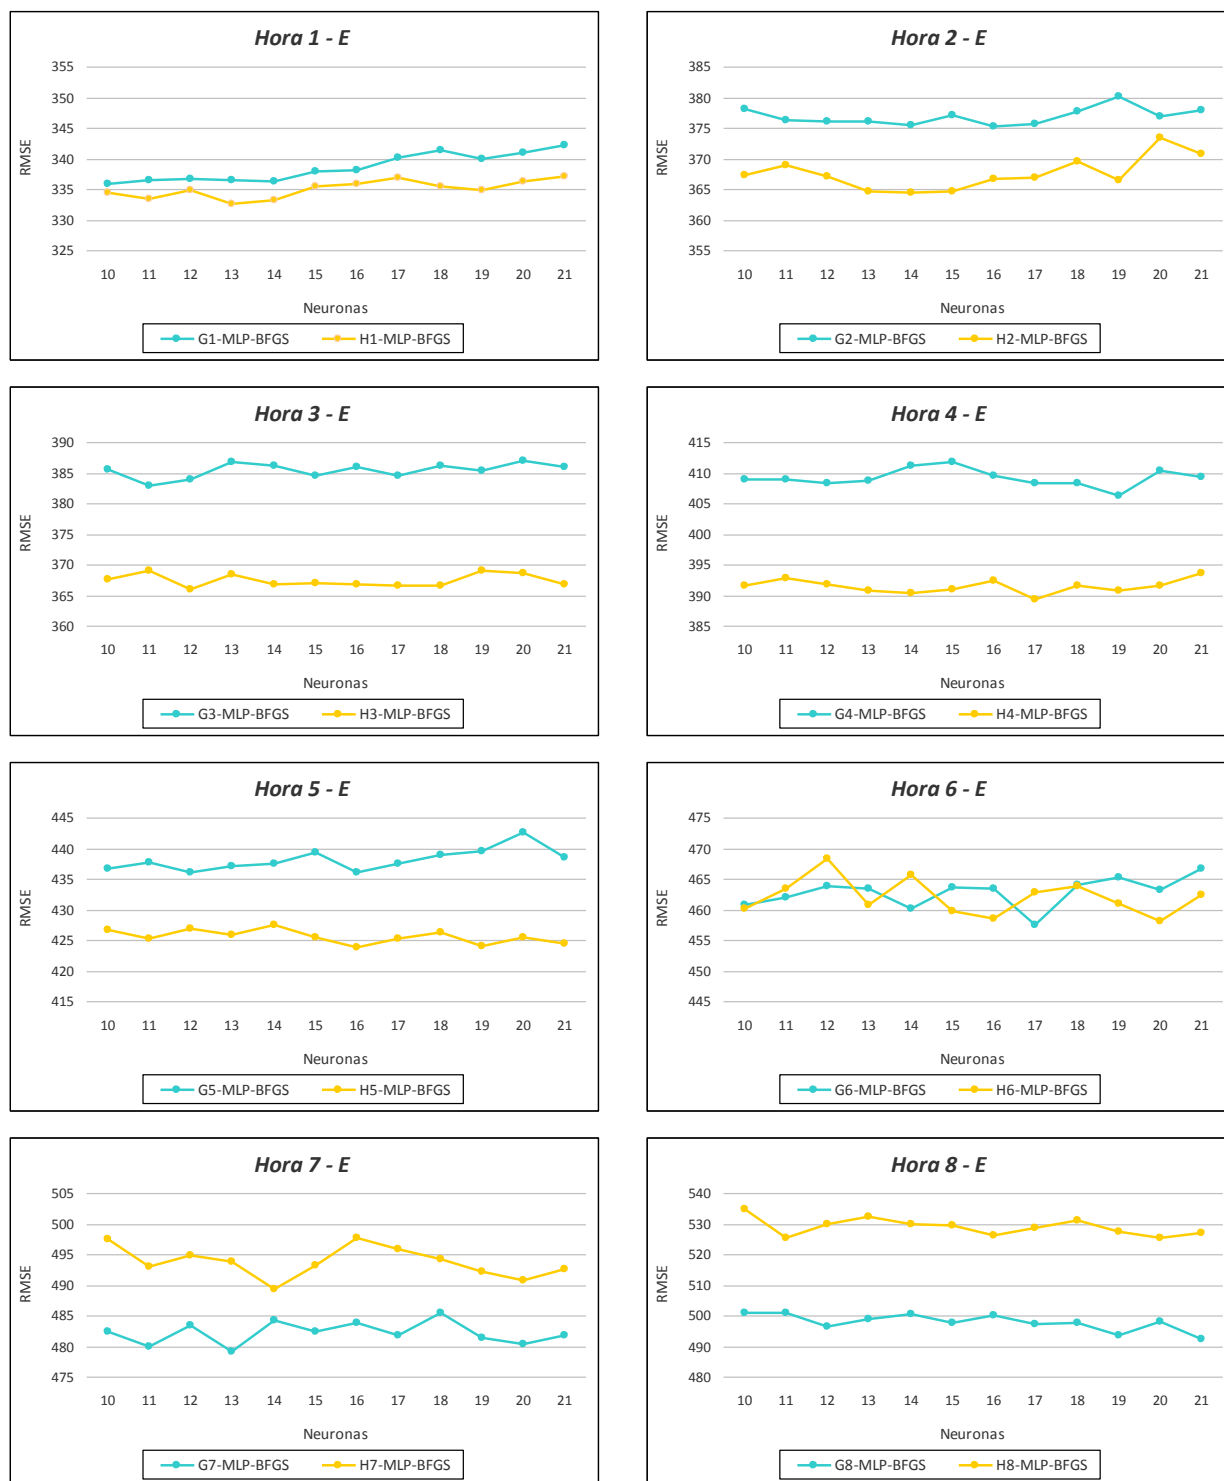 Hora 1 - E
355
350
345
340
335
330
325
RMSE
10 11 12 13 14 15 16 17 18 19 20 21
Neuronas
G1-MLP-BFGS H1-MLP-BFGS
Hora 2 - E
385
380
375
370
365
360
355
RMSE
10 11 12 13 14 15 16 17 18 19 20 21
Neuronas
G2-MLP-BFGS H2-MLP-BFGS
Hora 3 - E
390
385
380
375
370
365
360
RMSE
10 11 12 13 14 15 16 17 18 19 20 21
Neuronas
G3-MLP-BFGS H3-MLP-BFGS
Hora 4 - E
415
410
405
400
395
390
385
RMSE
10 11 12 13 14 15 16 17 18 19 20 21
Neuronas
G4-MLP-BFGS H4-MLP-BFGS
Hora 5 - E
445
440
435
430
425
420
415
RMSE
10 11 12 13 14 15 16 17 18 19 20 21
Neuronas
G5-MLP-BFGS H5-MLP-BFGS
Hora 6 - E
475
470
465
460
455
450
445
RMSE
10 11 12 13 14 15 16 17 18 19 20 21
Neuronas
G6-MLP-BFGS H6-MLP-BFGS
Hora 7 - E
505
500
495
490
485
480
475
RMSE
10 11 12 13 14 15 16 17 18 19 20 21
Neuronas
G7-MLP-BFGS H7-MLP-BFGS
Hora 8 - E
540
530
520
510
500
490
480
RMSE
10 11 12 13 14 15 16 17 18 19 20 21
Neuronas
G8-MLP-BFGS H8-MLP-BFGS